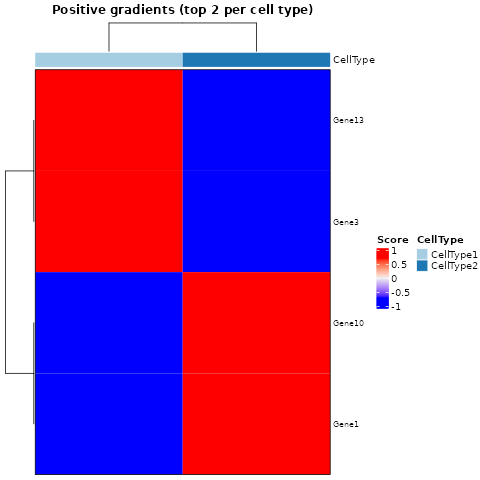 Positive gradients (top 2 per cell type)
CellType
Gene13
Gene3
Gene10
Gene1
Score
1
0.5
0
-0.5
-1
CellType
CellType1
CellType2